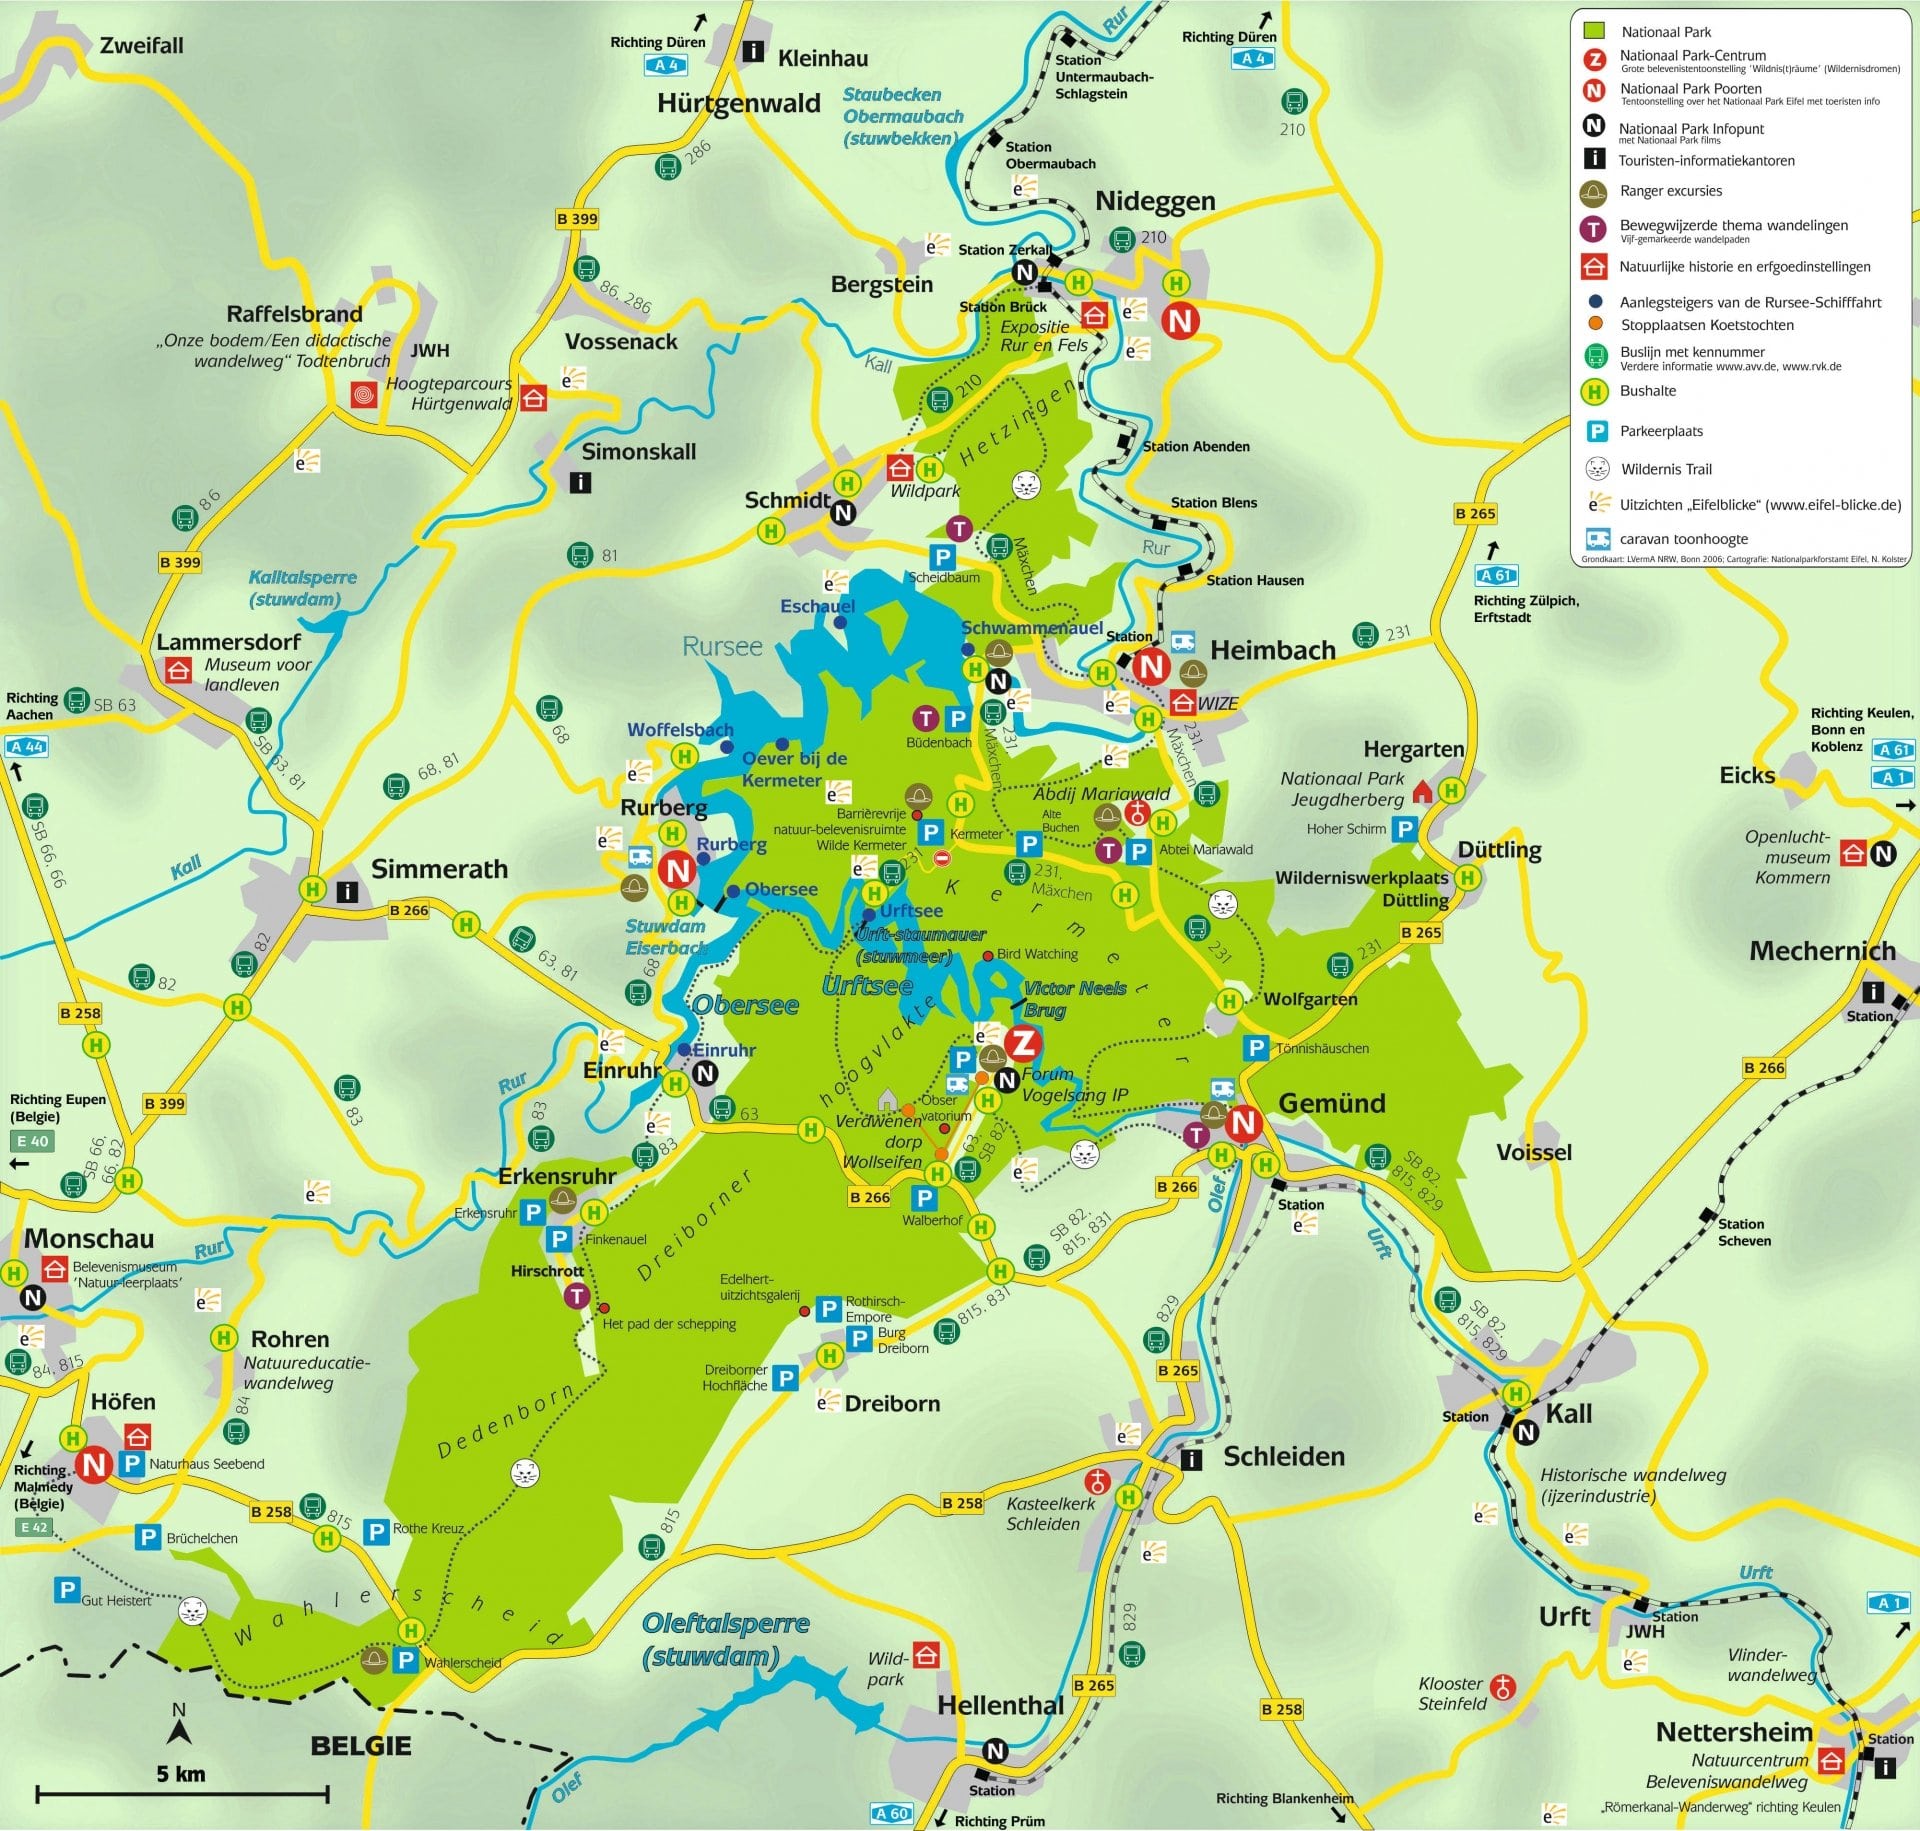 Zweifall
Richting Düren
A 4
Kleinhau
Hürtgenwald
Staubecken
Obermaubach
(stuwbekken)
Rur
Station
Untermaubach-
Schlagstein
Station
Obermaubach
Richting Düren
A 4
210
286
B 399
Nideggen
210
Station Zerkall
Bergstein
Station Brück
Expositie
Rur en Fels
86, 286
Vossenack
Kall
Raffelsbrand
„Onze bodem/Een didactische
wandelweg“ Todtenbruch
JWH
Hoogteparcours
Hürtgenwald
Simonskall
210
Hetzingen
Station Abenden
Wildpark
Schmidt
Station Blens
Rur
Station Hausen
86
B 399
81
Kalltalsperre
(stuwdam)
Scheidbaum
Mäxchen
Eschauel
Rursee
Schwammenauel
Station
Heimbach
WIZE
231
B 265
A 61
Richting Zülpich,
Erftstadt
Lammersdorf
Museum voor
landleven
Richting
Aachen
SB 63
A 44
SB 63, 81
68
68, 81
Woffelsbach
Oever bij de
Kermeter
Büdenbach
231
Mäxchen
231,
Mäxchen
Hergarten
Nationaal Park
Jeugdherberg
Hoher Schirm
Eicks
Richting Keulen,
Bonn en
Koblenz
A 61
A 1
Openlucht-
museum
Kommern
Rurberg
Rurberg
Barrièrevrije
natuur-belevenisruimte
Wilde Kermeter
Kermeter
Abdij Mariawald
Alte
Buchen
Abtei Mariawald
Düttling
Wilderniswerkplaats
Düttling
SB 66, 66
Kall
Simmerath
B 266
Obersee
231
Kermeter
231,
Mäxchen
Urftsee
Urft-staumauer
(stuwmeer)
Bird Watching
Stuwdam
Eiserbach
B 265
231
231
Mechernich
Station
82
82
63, 81
68
Obersee
Urftsee
Victor Neels
Brug
Wolfgarten
B 258
Tönnishäuschen
B 266
Einruhr
Einruhr
Forum
Vogelsang IP
Obser
vatorium
Verdwenen
dorp
Wollseifen
hoogvlakte
Gemünd
Rur
83
83
63
83
B 399
Richting Eupen
(Belgie)
E 40
SB 66,
66, 82
63,
SB 82
B 266
B 266
Olef
Station
Urft
SB 82,
815, 829
Voissel
Station
Scheven
Erkensruhr
Erkensruhr
Finkenauel
Dreiborner
Walberhof
SB 82,
815, 831
Hirschrott
Het pad der schepping
Edelhert-
uitzichtsgalerij
Rothirsch-
Empore
Burg
Dreiborn
Dreiborner
Hochfläche
Dreiborn
815, 831
829
SB 82,
815, 829
B 265
Monschau
Belevenismuseum
‘Natuur-leerplaats’
Rur
84, 815
Rohren
Natuureducatie-
wandelweg
84
Höfen
Naturhaus Seebend
Richting
Malmedy
(Belgie)
E 42
Dedenborn
Station
Kall
Schleiden
Kasteelkerk
Schleiden
B 258
Historische wandelweg
(ijzerindustrie)
B 258
815
Rothe Kreuz
Brüchelchen
Gut Heistert
Wahlerscheid
Wahlerscheid
815
829
Oleftalsperre
(stuwdam)
Wild-
park
Hellenthal
Station
B 265
B 258
Urft
Urft
Station
JWH
Vlinder-
wandelweg
A 1
Klooster
Steinfeld
Nettersheim
Natuurcentrum
Beleveniswandelweg
„Römerkanal-Wanderweg“ richting Keulen
Station
N
5 km
BELGIE
Olef
A 60
Richting Prüm
Richting Blankenheim
Nationaal Park
Nationaal Park-Centrum
Grote belevenistentoonstelling ‘Wildnis(t)räume’ (Wildernisdromen)
Nationaal Park Poorten
Tentoonstelling over het Nationaal Park Eifel met toeristen info
Nationaal Park Infopunt
met Nationaal Park films
Touristen-informatiekantoren
Ranger excursies
Bewegwijzerde thema wandelingen
Vijf-gemarkeerde wandelpaden
Natuurlijke historie en erfgoedinstellingen
Aanlegsteigers van de Rursee-Schifffahrt
Stopplaatsen Koetstochten
Buslijn met kennummer
Verdere informatie www.avv.de, www.rvk.de
Bushalte
Parkeerplaats
Wildernis Trail
Uitzichten „Eifelblicke“ (www.eifel-blicke.de)
caravan toonhoogte
Grondkaart: LVermA NRW, Bonn 2006; Cartografie: Nationalparkforstamt Eifel, N. Kolster